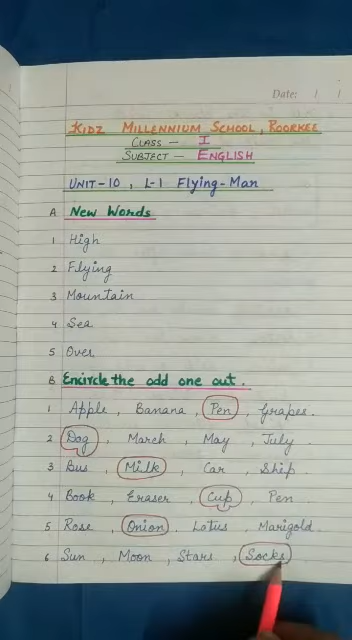 Date: / /
KIDZ MILLENNIUM SCHOOL, ROORKEE
CLASS - I
SUBJECT - ENGLISH
UNIT-10, L-1 Flying-Man
A New Words
1 High
2 Flying
3 Mountain
4 Sea
5 Over
B Encircle the odd one out.
1 Apple, Banana, Pen, Grapes.
2 Dog, March, May, July.
3 Bus, Milk, Car, Ship.
4 Book, Eraser, Cup, Pen
5 Rose, Onion, Lotus, Marigold.
6 Sun, Moon, Stars, Socks